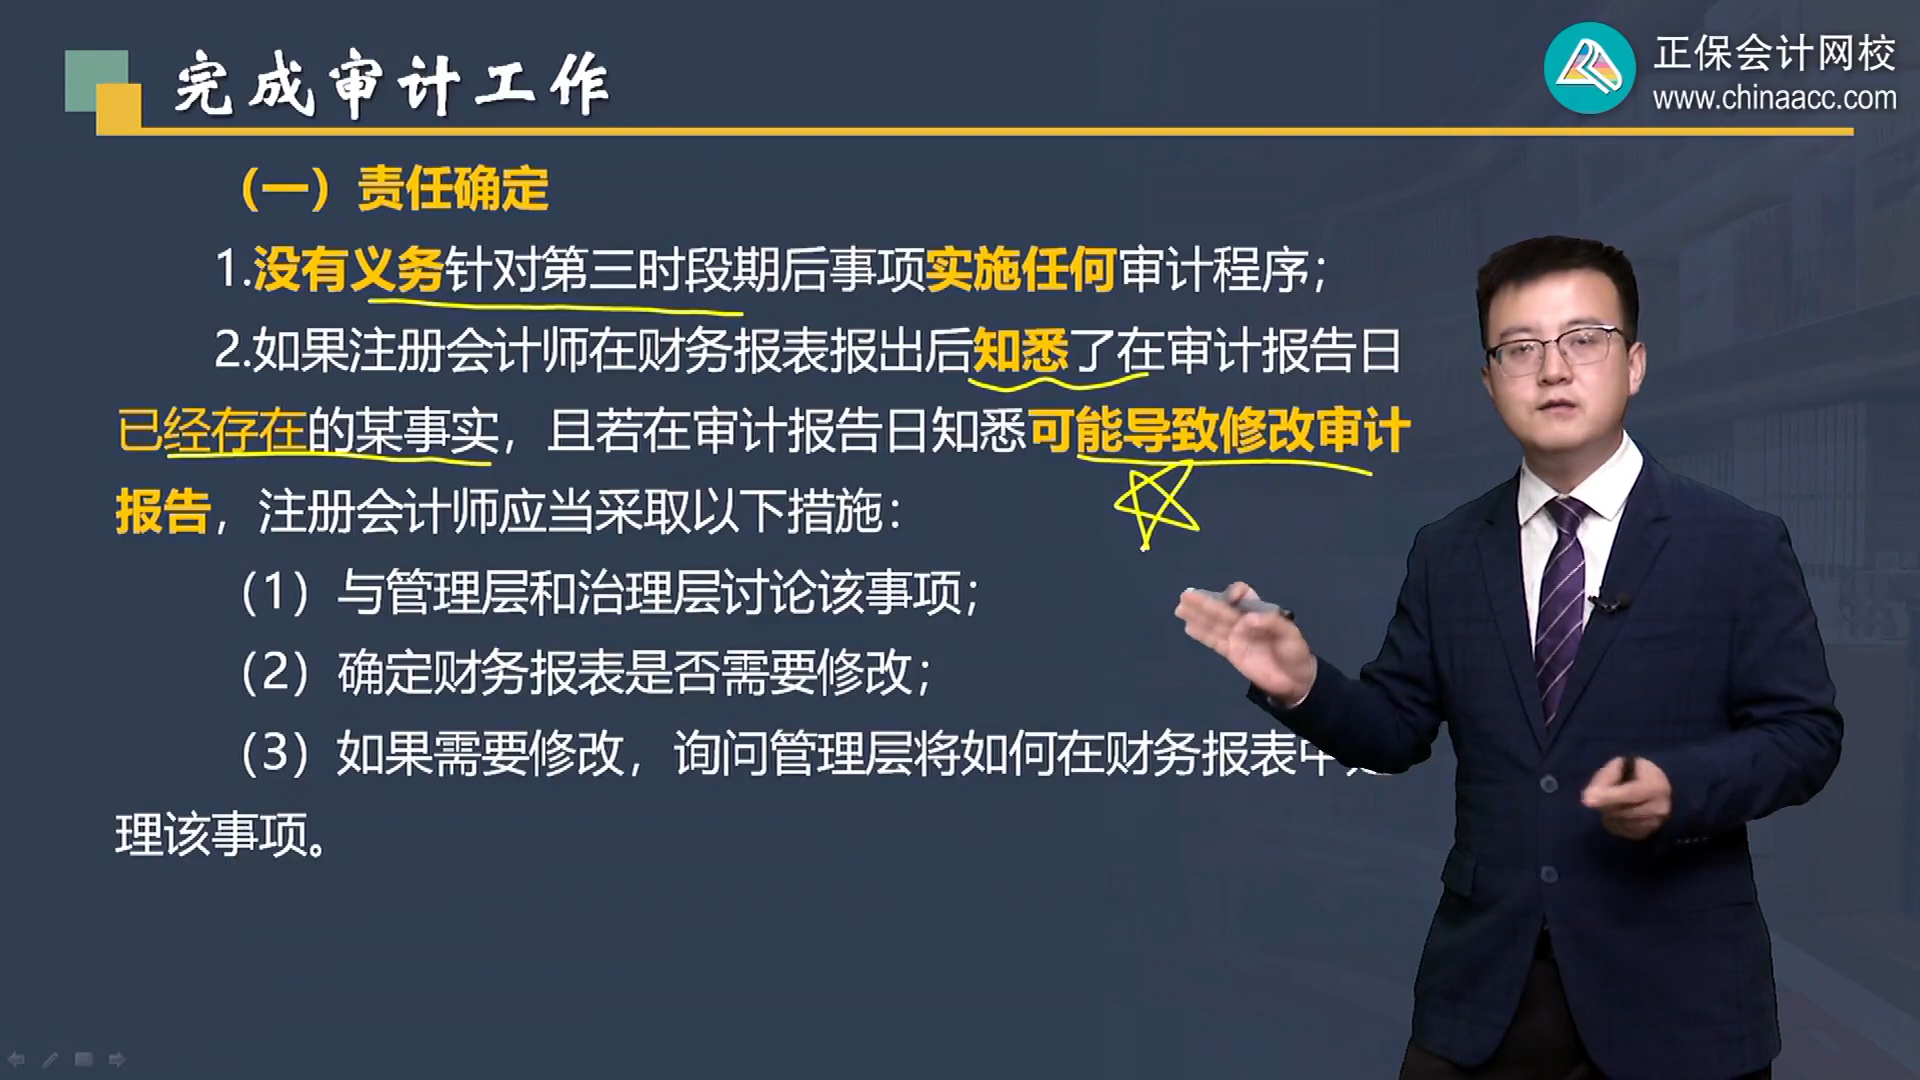 完成审计工作
正保会计网校
www.chinaacc.com
（一）责任确定
1.没有义务针对第三时段期后事项实施任何审计程序；
2.如果注册会计师在财务报表报出后知悉了在审计报告日
已经存在的某事实，且若在审计报告日知悉可能导致修改审计
报告，注册会计师应当采取以下措施：
（1）与管理层和治理层讨论该事项；
（2）确定财务报表是否需要修改；
（3）如果需要修改，询问管理层将如何在财务报表中
理该事项。